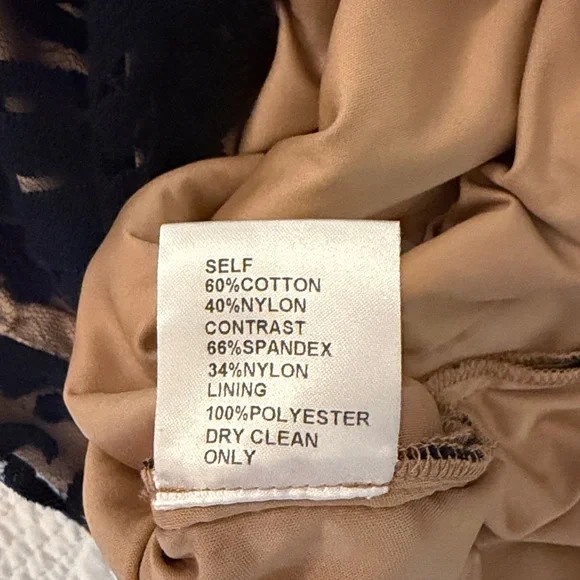 SELF
60%COTTON
40%NYLON
CONTRAST
66%SPANDEX
34%NYLON
LINING
100%POLYESTER
DRY CLEAN
ONLY